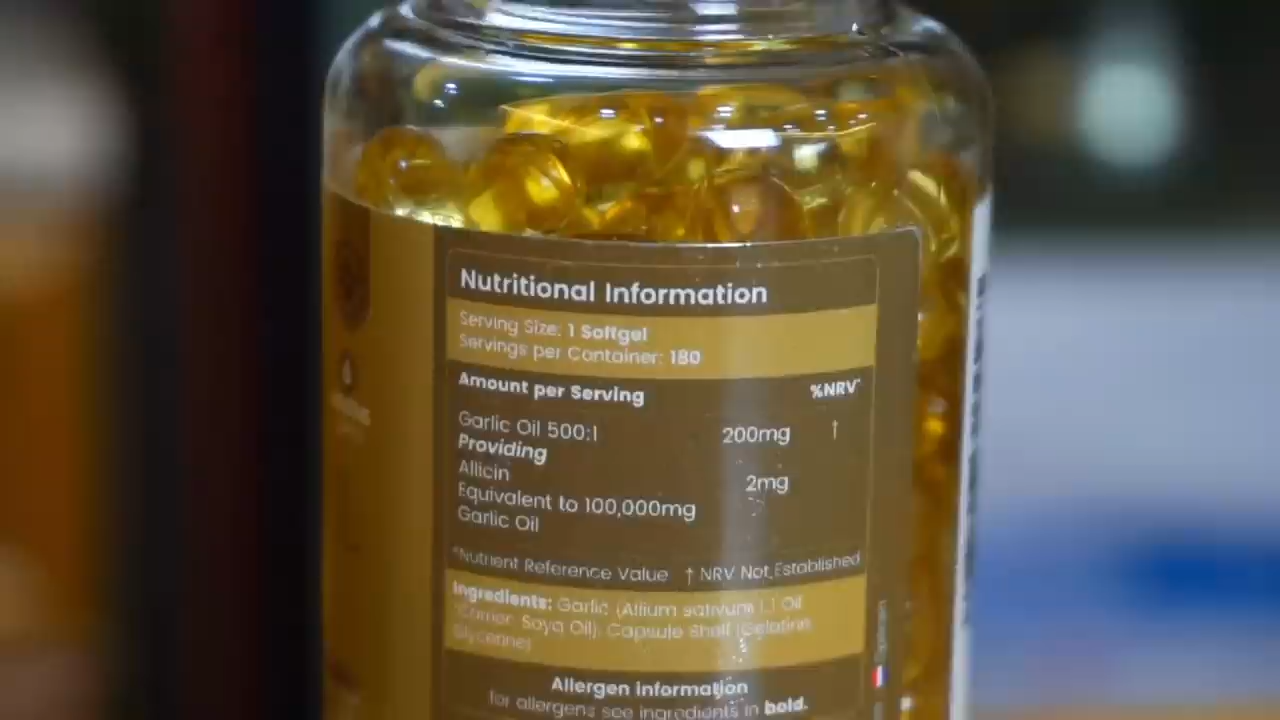 Nutritional Information
Serving Size: 1 Softgel
Servings per Container: 180
Amount per Serving %NRV*
Garlic Oil 500:1 200mg †
Providing
Allicin 2mg
Equivalent to 100,000mg
Garlic Oil
*Nutrient Reference Value † NRV Not Established
Ingredients: Garlic (Allium sativum) Oil
Soya Oil), Capsule Shell (Gelatine
Glycerine)
Allergen Information
for allergens see ingredients in bold.